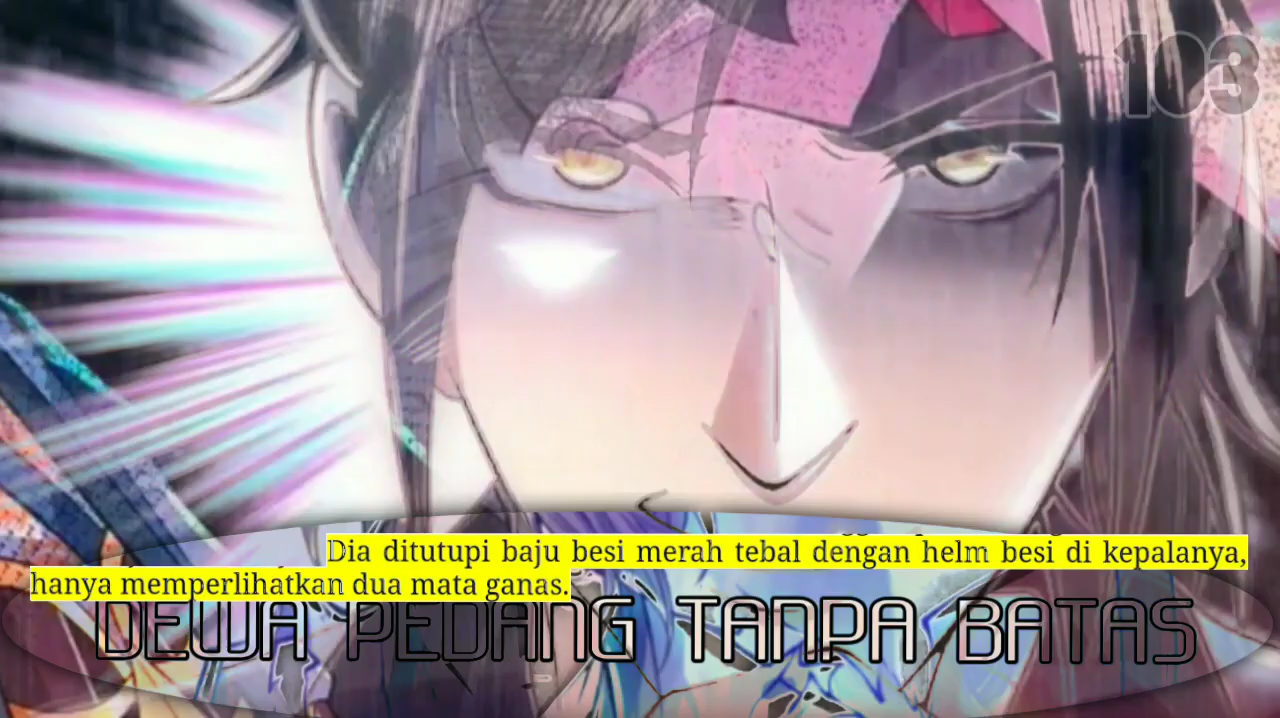 103
Dia ditutupi baju besi merah tebal dengan helm besi di kepalanya,
hanya memperlihatkan dua mata ganas.
DEWA PEDANG TANPA BATAS